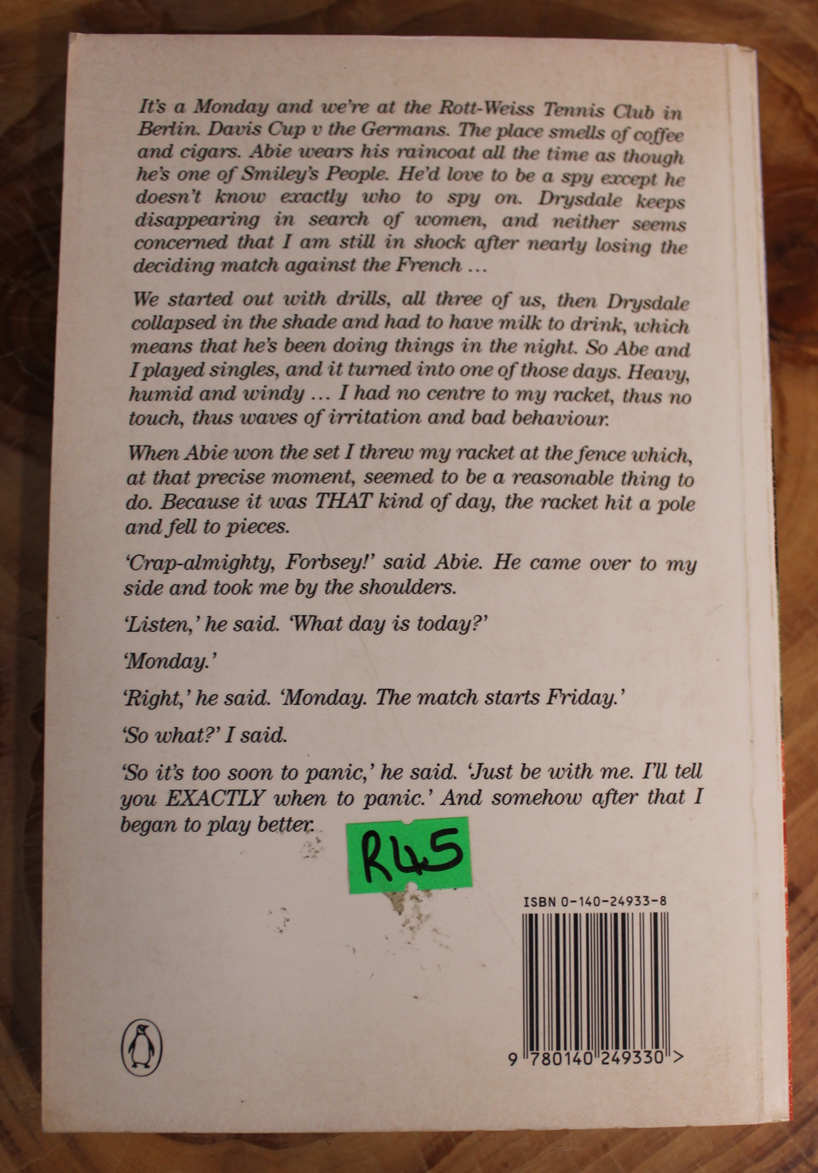 It's a Monday and we're at the Rott-Weiss Tennis Club in
Berlin. Davis Cup v the Germans. The place smells of coffee
and cigars. Abie wears his raincoat all the time as though
he's one of Smiley's People. He'd love to be a spy except he
doesn't know exactly who to spy on. Drysdale keeps
disappearing in search of women, and neither seems
concerned that I am still in shock after nearly losing the
deciding match against the French ...
We started out with drills, all three of us, then Drysdale
collapsed in the shade and had to have milk to drink, which
means that he's been doing things in the night. So Abe and
I played singles, and it turned into one of those days. Heavy,
humid and windy ... I had no centre to my racket, thus no
touch, thus waves of irritation and bad behaviour.
When Abie won the set I threw my racket at the fence which,
at that precise moment, seemed to be a reasonable thing to
do. Because it was THAT kind of day, the racket hit a pole
and fell to pieces.
'Crap-almighty, Forbsey!' said Abie. He came over to my
side and took me by the shoulders.
'Listen,' he said. 'What day is today?'
'Monday.'
'Right,' he said. 'Monday. The match starts Friday.'
'So what?' I said.
'So it's too soon to panic,' he said. 'Just be with me. I'll tell
you EXACTLY when to panic.' And somehow after that I
began to play better.
R45
ISBN 0-140-24933-8
9 780140 249330 >